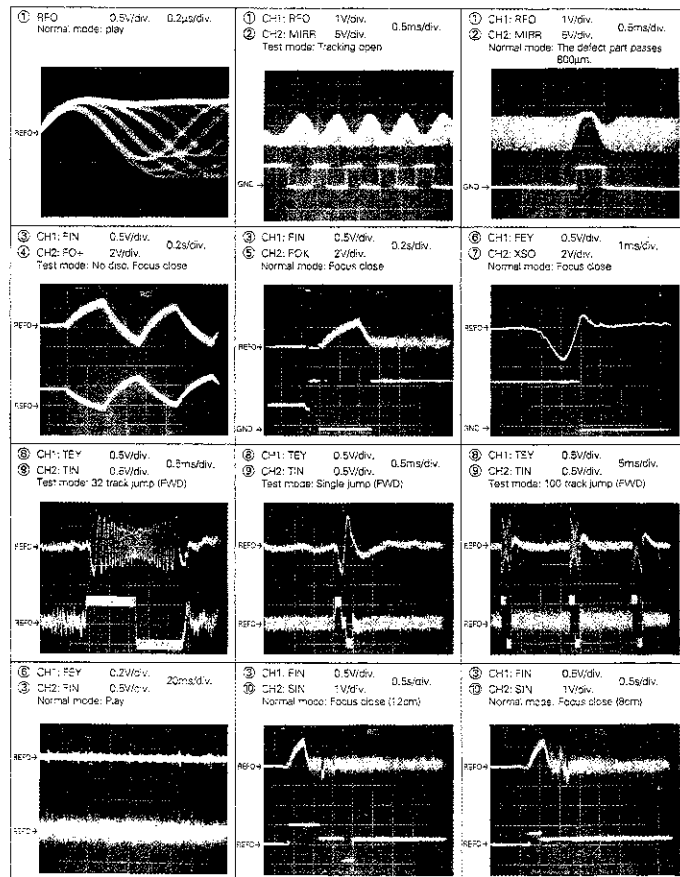 ① RFO 0.5V/div. 0.2µs/div.
Normal mode: play
REFO→
① CH1: RFO 1V/div. 0.5ms/div.
② CH2: MIRR 5V/div.
Test mode: Tracking open
REFO→
GND →
① CH1: RFO 1V/div. 0.5ms/div.
② CH2: MIRR 5V/div.
Normal mode: The defect part passes
800µm.
REFO→
GND →
③ CH1: FIN 0.5V/div. 0.2s/div.
④ CH2: FO+ 2V/div.
Test mode: No disc. Focus close
REFO→
REFO→
③ CH1: FIN 0.5V/div. 0.2s/div.
⑤ CH2: FOK 2V/div.
Normal mode: Focus close
REFO→
GND →
⑥ CH1: FEY 0.5V/div. 1ms/div.
⑦ CH2: XSO 2V/div.
Normal mode: Focus close
REFO→
GND →
⑧ CH1: TEY 0.5V/div. 0.5ms/div.
⑨ CH2: TIN 0.5V/div.
Test mode: 32 track jump (FWD)
REFO→
REFO→
⑧ CH1: TEY 0.5V/div. 0.5ms/div.
⑨ CH2: TIN 0.5V/div.
Test mode: Single jump (FWD)
REFO→
REFO→
⑧ CH1: TEY 0.5V/div. 5ms/div.
⑨ CH2: TIN 0.5V/div.
Test mode: 100 track jump (FWD)
REFO→
REFO→
⑥ CH1: FEY 0.2V/div. 20ms/div.
③ CH2: FIN 0.5V/div.
Normal mode: Play
REFO→
REFO→
③ CH1: FIN 0.5V/div. 0.5s/div.
⑩ CH2: SIN 1V/div.
Normal mode: Focus close (12cm)
REFO→
REFO→
③ CH1: FIN 0.5V/div. 0.5s/div.
⑩ CH2: SIN 1V/div.
Normal mode: Focus close (8cm)
REFO→
REFO→